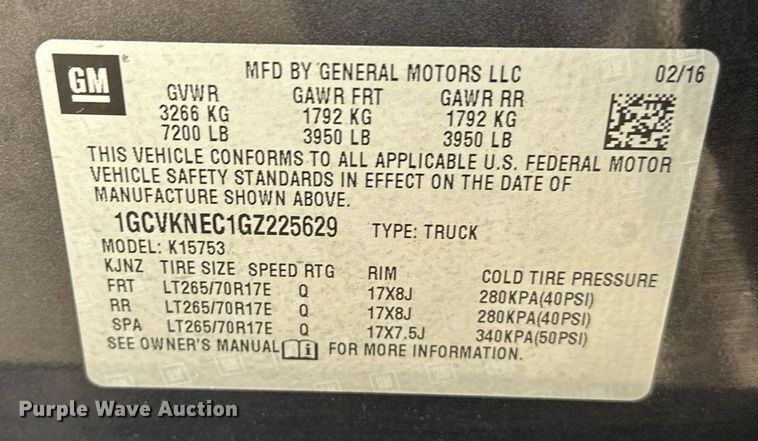 GM ®
MFD BY GENERAL MOTORS LLC 02/16
GVWR GAWR FRT GAWR RR
3266 KG 1792 KG 1792 KG
7200 LB 3950 LB 3950 LB
THIS VEHICLE CONFORMS TO ALL APPLICABLE U.S. FEDERAL MOTOR
VEHICLE SAFETY STANDARDS IN EFFECT ON THE DATE OF
MANUFACTURE SHOWN ABOVE.
1GCVKNEC1GZ225629 TYPE: TRUCK
MODEL: K15753
KJNZ TIRE SIZE SPEED RTG RIM COLD TIRE PRESSURE
FRT LT265/70R17E Q 17X8J 280KPA(40PSI)
RR LT265/70R17E Q 17X8J 280KPA(40PSI)
SPA LT265/70R17E Q 17X7.5J 340KPA(50PSI)
SEE OWNER'S MANUAL FOR MORE INFORMATION.
Purple Wave Auction